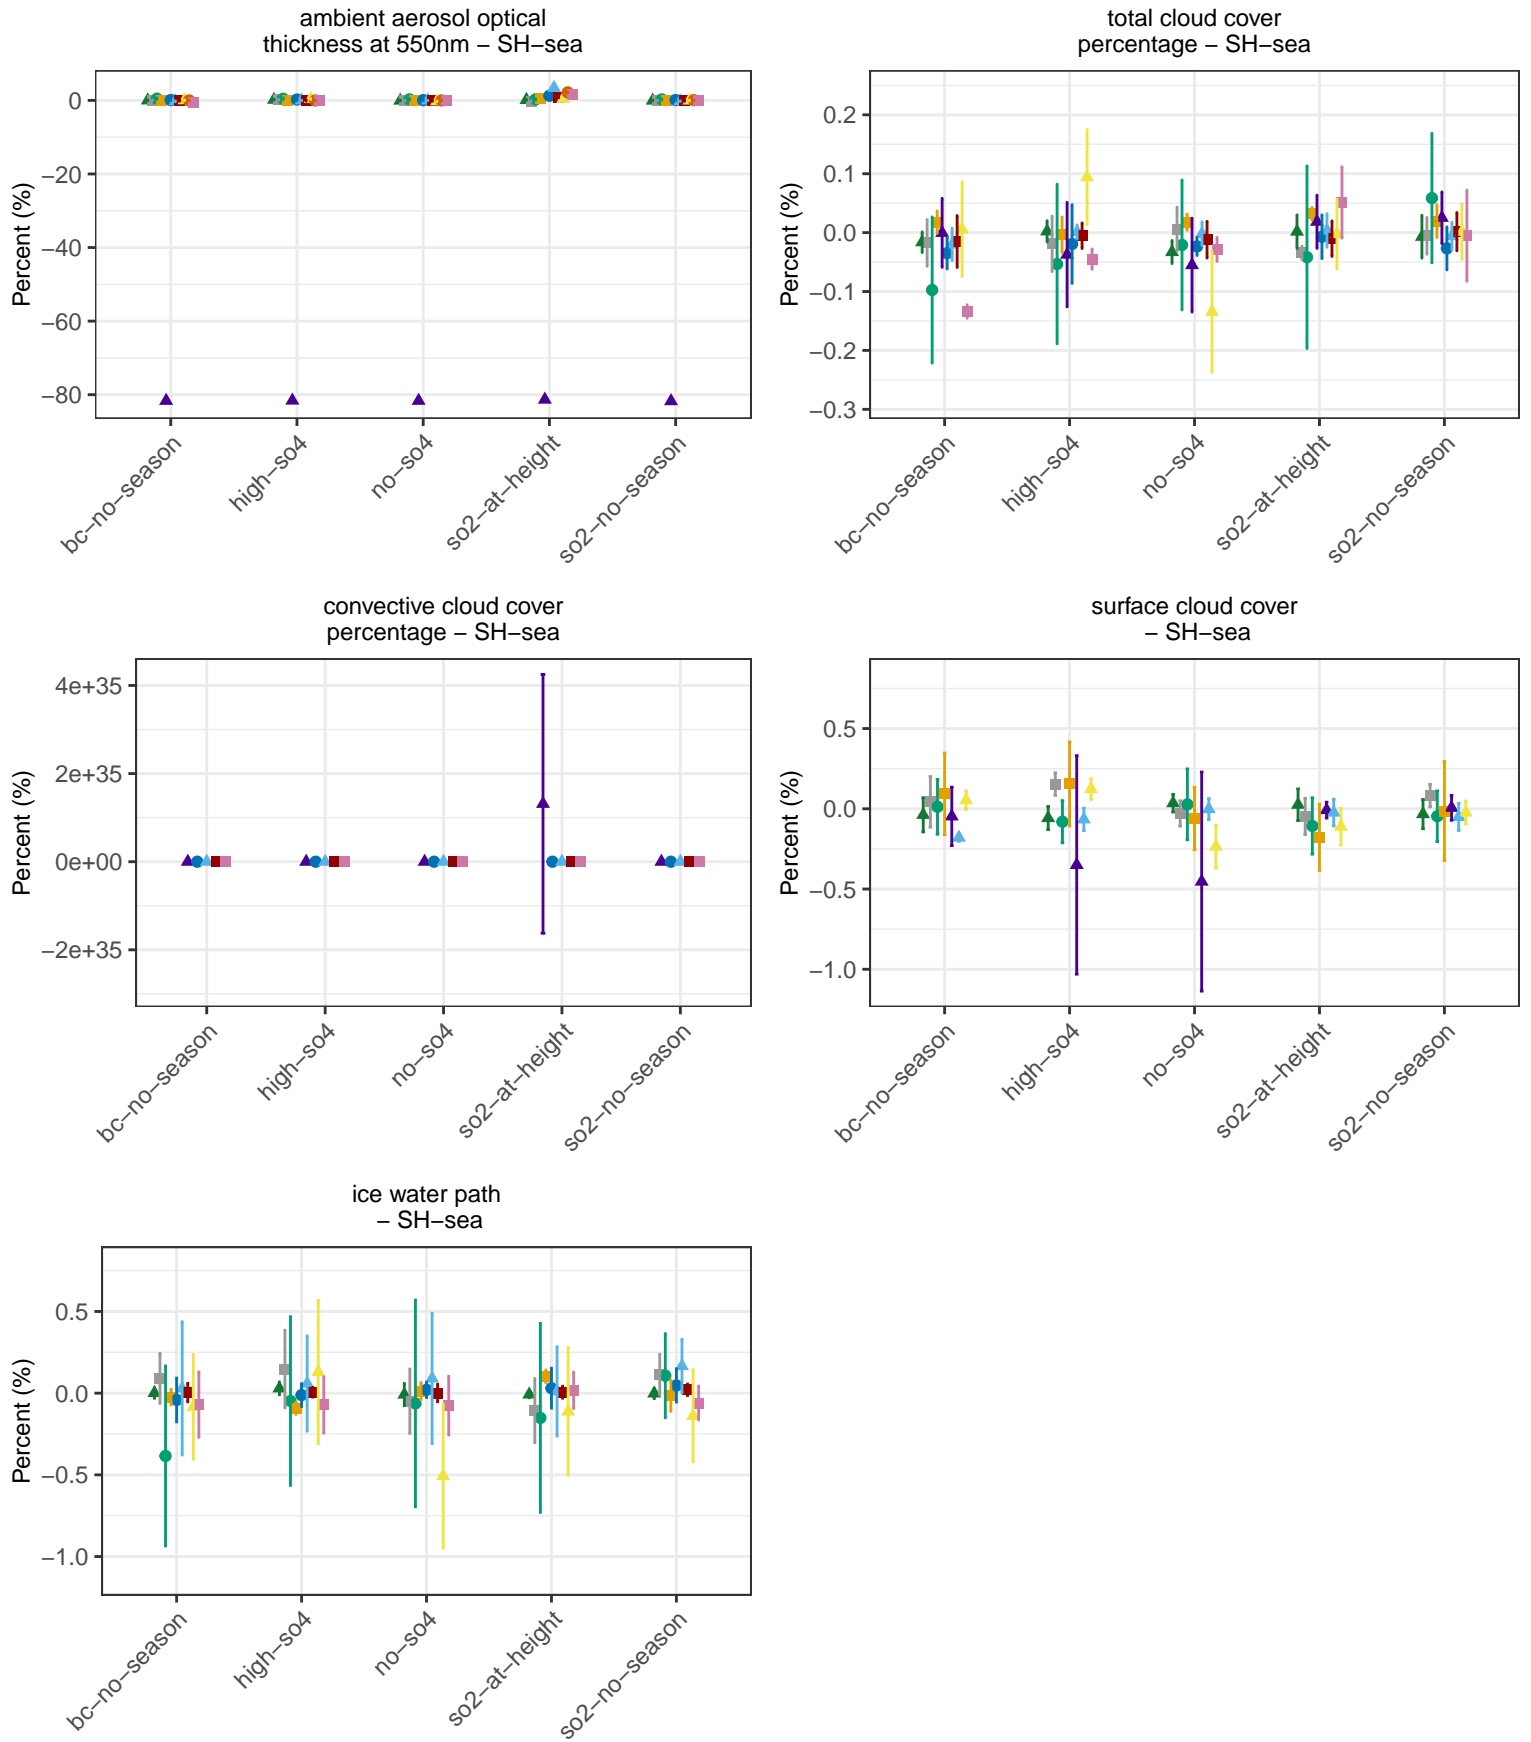 ambient aerosol optical
thickness at 550nm − SH−sea
Percent (%)
0
−20
−40
−60
−80
bc−no−season
high−so4
no−so4
so2−at−height
so2−no−season
total cloud cover
percentage − SH−sea
Percent (%)
0.2
0.1
0.0
−0.1
−0.2
−0.3
bc−no−season
high−so4
no−so4
so2−at−height
so2−no−season
convective cloud cover
percentage − SH−sea
Percent (%)
4e+35
2e+35
0e+00
−2e+35
bc−no−season
high−so4
no−so4
so2−at−height
so2−no−season
surface cloud cover
− SH−sea
Percent (%)
0.5
0.0
−0.5
−1.0
bc−no−season
high−so4
no−so4
so2−at−height
so2−no−season
ice water path
− SH−sea
Percent (%)
0.5
0.0
−0.5
−1.0
bc−no−season
high−so4
no−so4
so2−at−height
so2−no−season